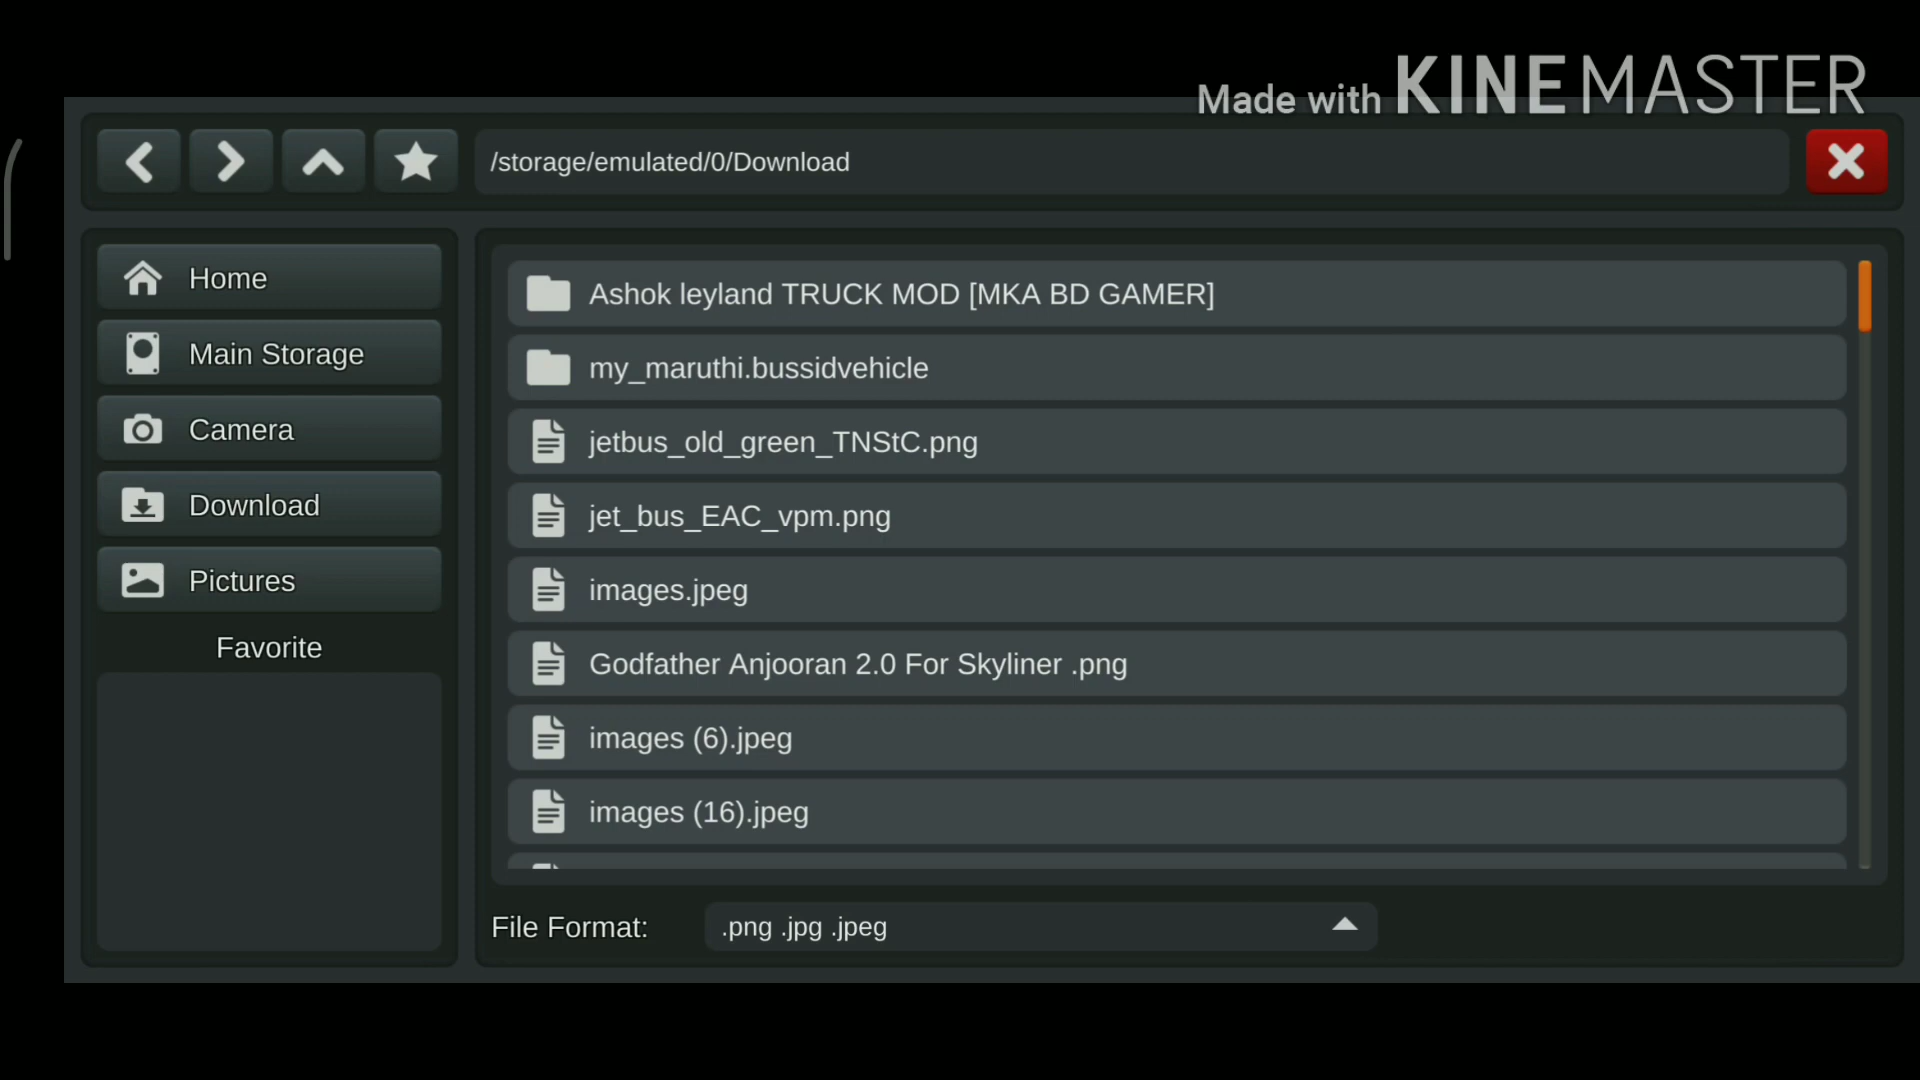 Made with KINEMASTER
/storage/emulated/0/Download
Home
Main Storage
Camera
Download
Pictures
Favorite
Ashok leyland TRUCK MOD [MKA BD GAMER]
my_maruthi.bussidvehicle
jetbus_old_green_TNStC.png
jet_bus_EAC_vpm.png
images.jpeg
Godfather Anjooran 2.0 For Skyliner .png
images (6).jpeg
images (16).jpeg
File Format: .png .jpg .jpeg